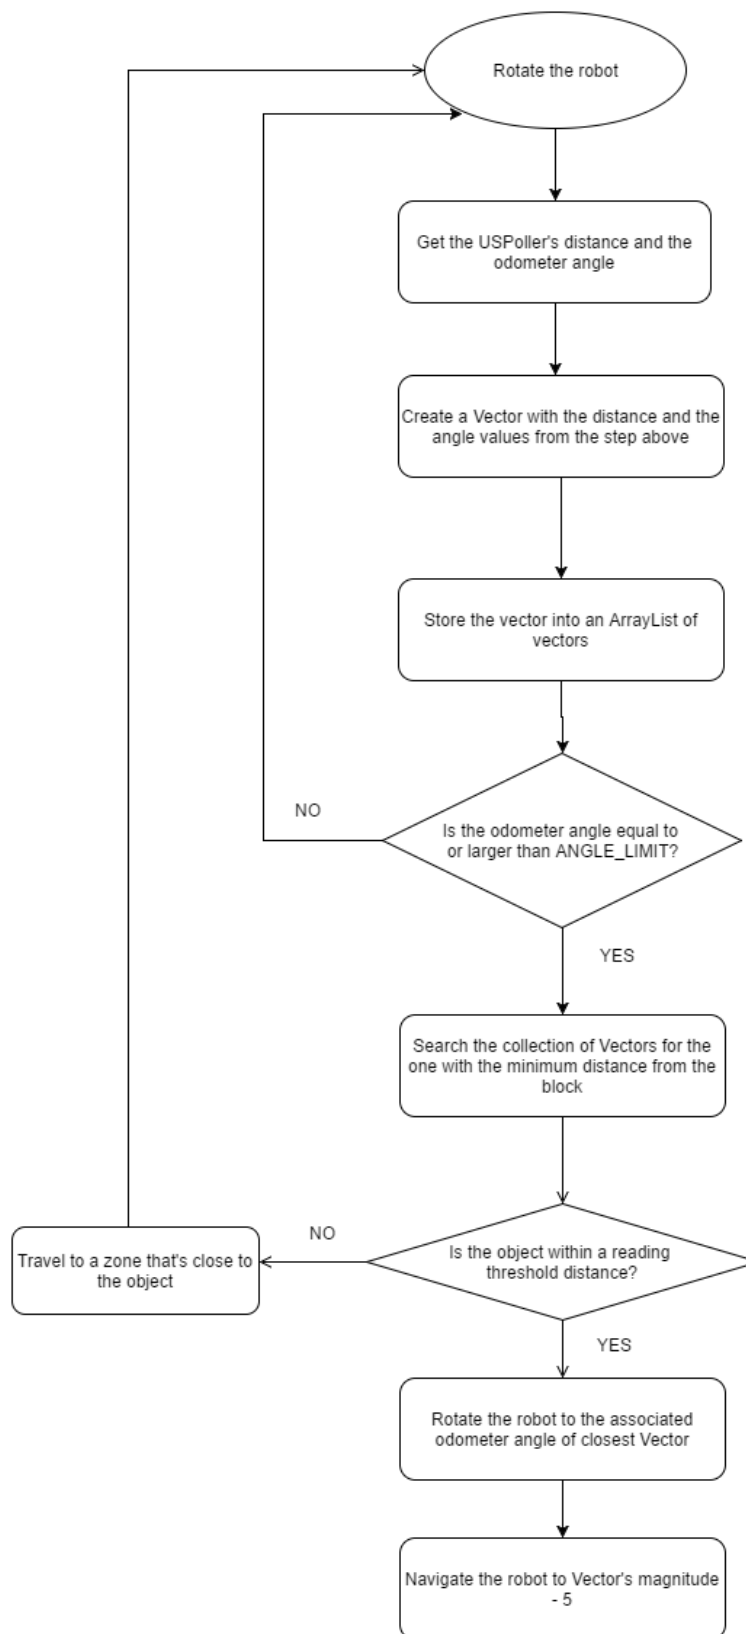 Rotate the robot
Get the USPoller's distance and the
odometer angle
Create a Vector with the distance and the
angle values from the step above
Store the vector into an ArrayList of
vectors
Is the odometer angle equal to
or larger than ANGLE_LIMIT?
NO
YES
Search the collection of Vectors for the
one with the minimum distance from the
block
Is the object within a reading
threshold distance?
NO
Travel to a zone that's close to
the object
YES
Rotate the robot to the associated
odometer angle of closest Vector
Navigate the robot to Vector's magnitude
- 5